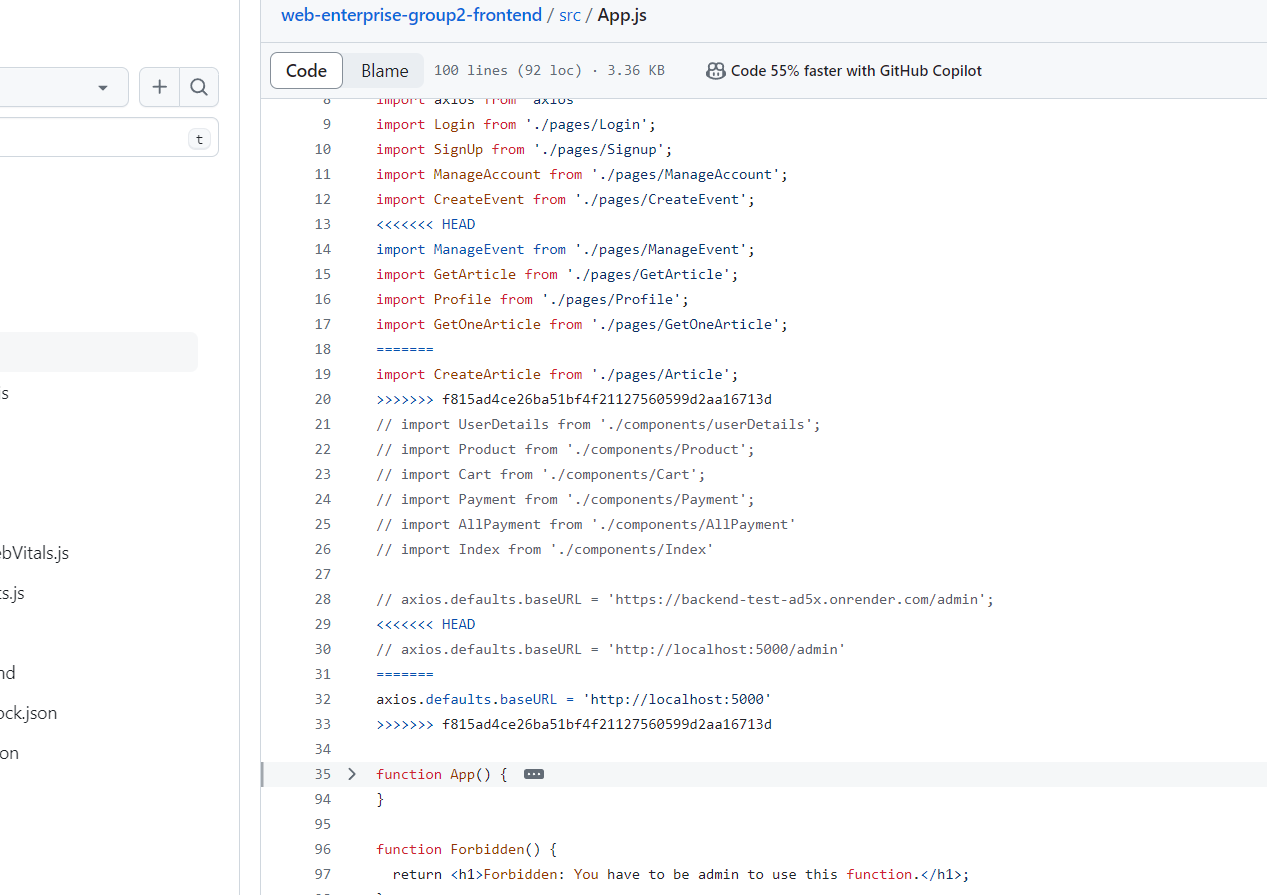 web-enterprise-group2-frontend / src / App.js
Code Blame 100 lines (92 loc) · 3.36 KB Code 55% faster with GitHub Copilot
t
8 import axios from 'axios'
9 import Login from './pages/Login';
10 import SignUp from './pages/Signup';
11 import ManageAccount from './pages/ManageAccount';
12 import CreateEvent from './pages/CreateEvent';
13 <<<<<<< HEAD
14 import ManageEvent from './pages/ManageEvent';
15 import GetArticle from './pages/GetArticle';
16 import Profile from './pages/Profile';
17 import GetOneArticle from './pages/GetOneArticle';
18 =======
19 import CreateArticle from './pages/Article';
20 >>>>>>> f815ad4ce26ba51bf4f21127560599d2aa16713d
21 // import UserDetails from './components/userDetails';
22 // import Product from './components/Product';
23 // import Cart from './components/Cart';
24 // import Payment from './components/Payment';
25 // import AllPayment from './components/AllPayment'
26 // import Index from './components/Index'
27
28 // axios.defaults.baseURL = 'https://backend-test-ad5x.onrender.com/admin';
29 <<<<<<< HEAD
30 // axios.defaults.baseURL = 'http://localhost:5000/admin'
31 =======
32 axios.defaults.baseURL = 'http://localhost:5000'
33 >>>>>>> f815ad4ce26ba51bf4f21127560599d2aa16713d
34
35 function App() {
94 }
95
96 function Forbidden() {
97 return <h1>Forbidden: You have to be admin to use this function.</h1>;
s
bVitals.js
s.js
nd
ock.json
on